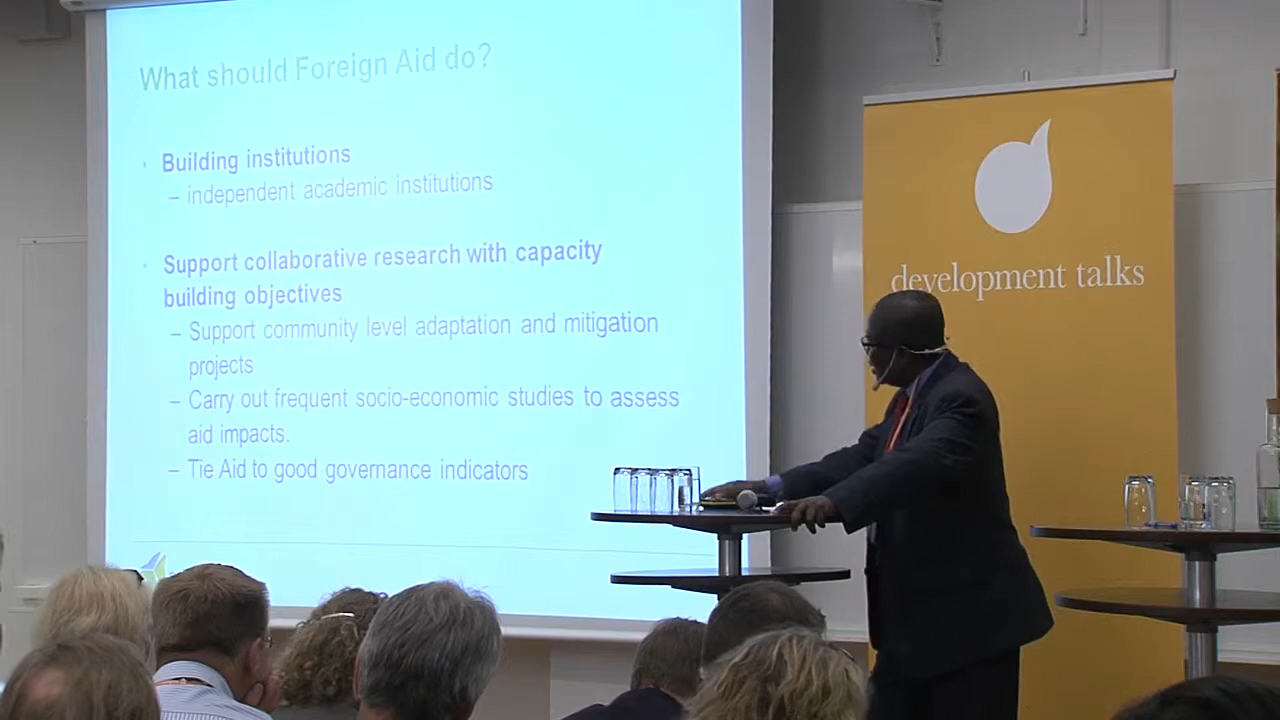 What should Foreign Aid do?
• Building institutions
– independent academic institutions
• Support collaborative research with capacity
building objectives
– Support community level adaptation and mitigation
projects
– Carry out frequent socio-economic studies to assess
aid impacts.
– Tie Aid to good governance indicators
development talks